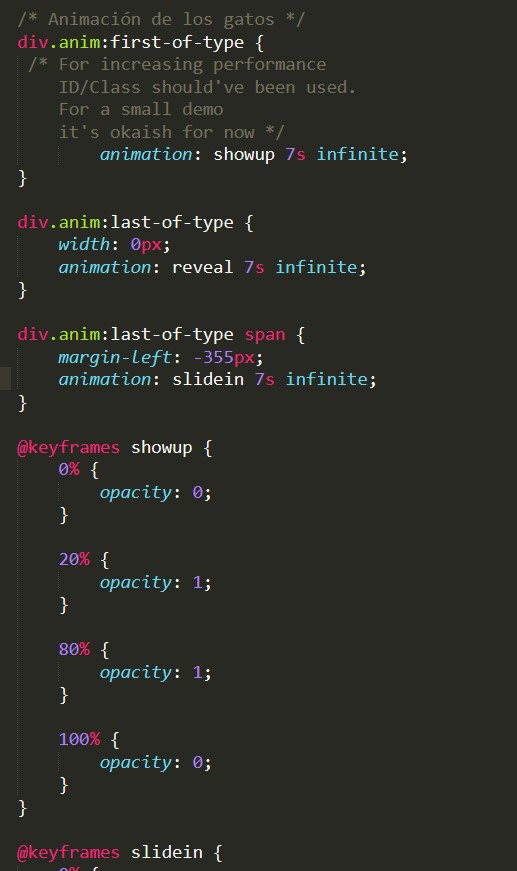 /* Animación de los gatos */
div.anim:first-of-type {
/* For increasing performance
ID/Class should've been used.
For a small demo
it's okaish for now */
animation: showup 7s infinite;
}
div.anim:last-of-type {
width: 0px;
animation: reveal 7s infinite;
}
div.anim:last-of-type span {
margin-left: -355px;
animation: slidein 7s infinite;
}
@keyframes showup {
0% {
opacity: 0;
}
20% {
opacity: 1;
}
80% {
opacity: 1;
}
100% {
opacity: 0;
}
}
@keyframes slidein {
0% {